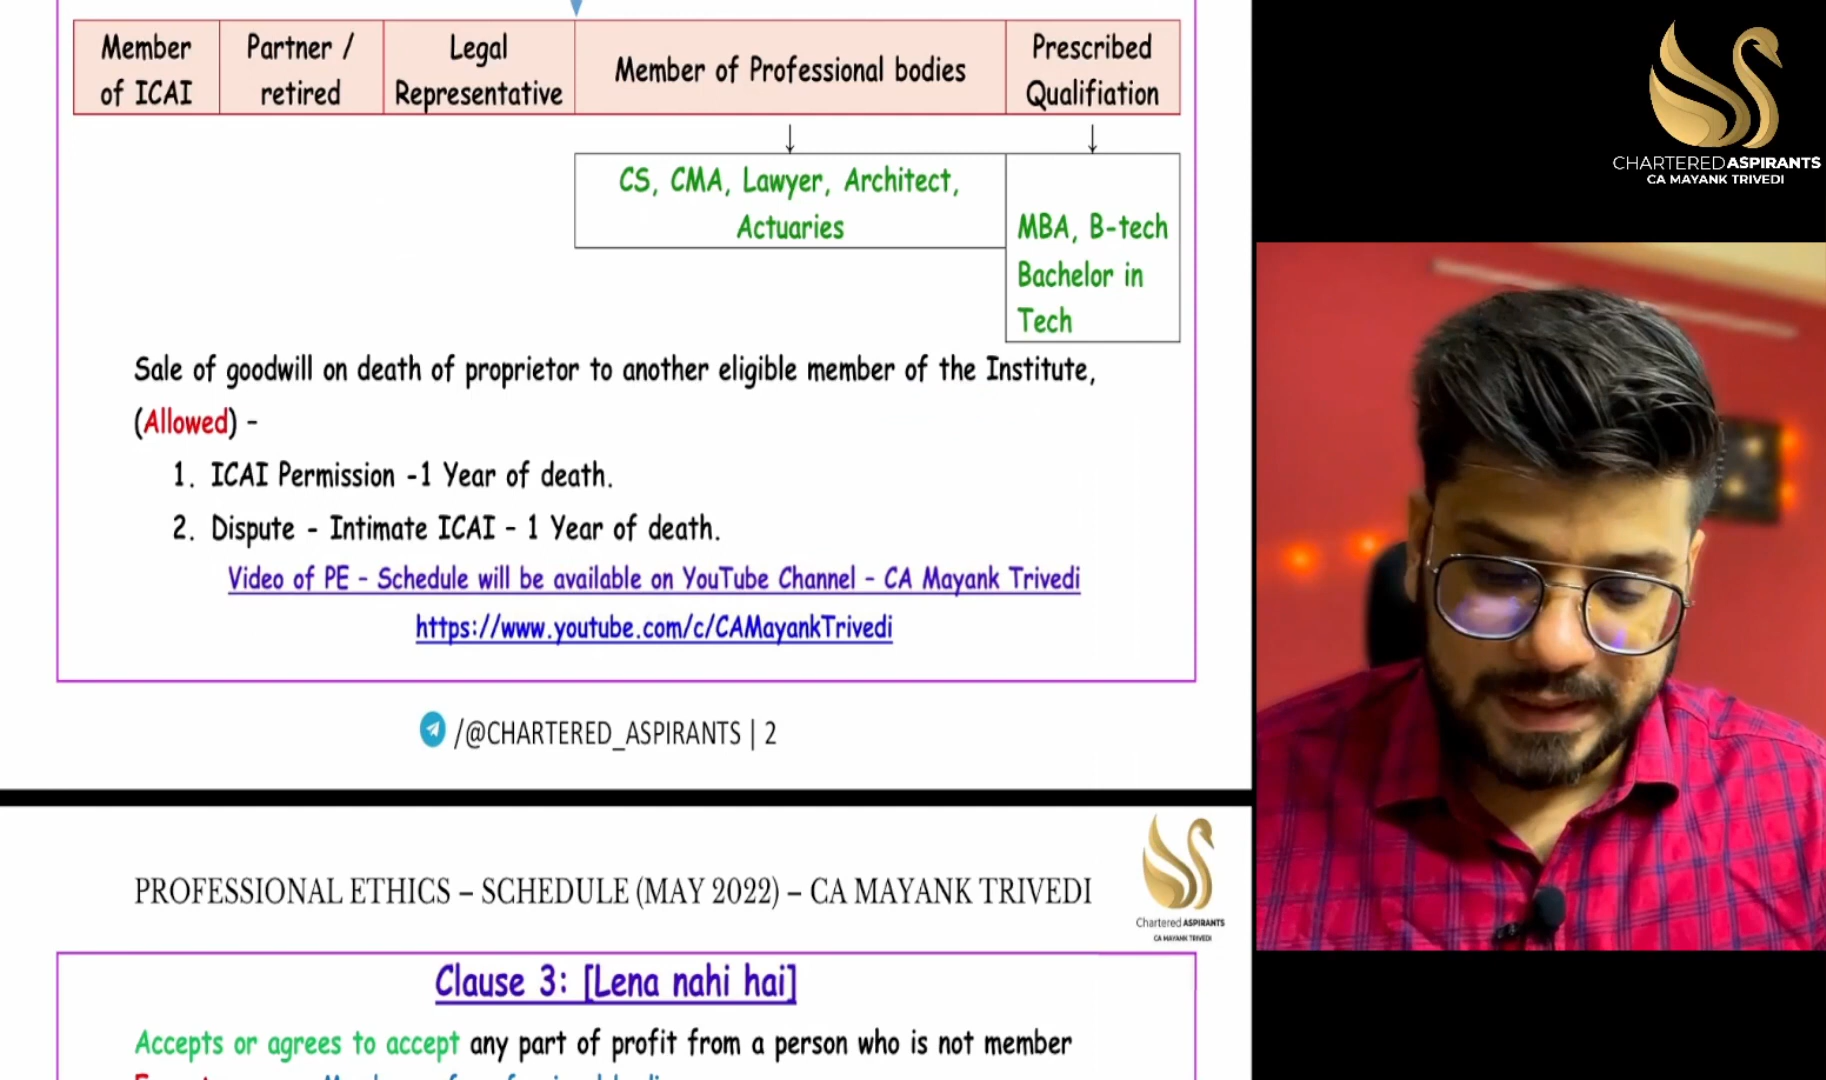 Member of ICAI
Partner / retired
Legal Representative
Member of Professional bodies
Prescribed Qualifiation
CS, CMA, Lawyer, Architect,
Actuaries
MBA, B-tech
Bachelor in
Tech
Sale of goodwill on death of proprietor to another eligible member of the Institute,
(Allowed) -
1. ICAI Permission -1 Year of death.
2. Dispute - Intimate ICAI - 1 Year of death.
Video of PE - Schedule will be available on YouTube Channel - CA Mayank Trivedi
https://www.youtube.com/c/CAMayankTrivedi
/@CHARTERED_ASPIRANTS | 2
PROFESSIONAL ETHICS – SCHEDULE (MAY 2022) – CA MAYANK TRIVEDI
Chartered ASPIRANTS
CA MAYANK TRIVEDI
Clause 3: [Lena nahi hai]
Accepts or agrees to accept any part of profit from a person who is not member
CHARTERED ASPIRANTS
CA MAYANK TRIVEDI